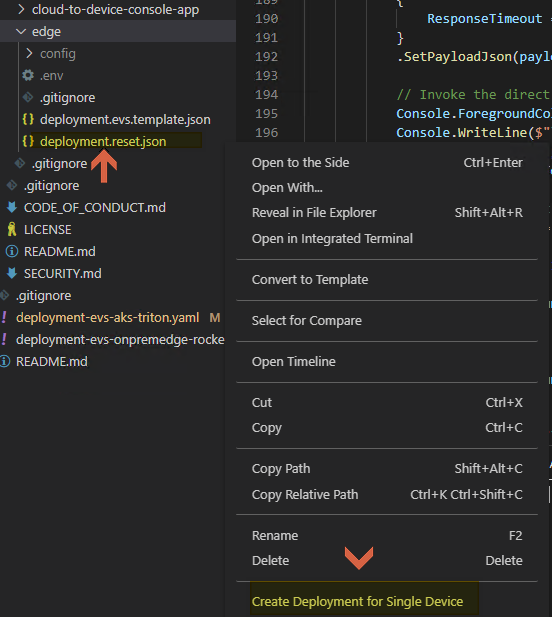 cloud-to-device-console-app
edge
config
.env
.gitignore
deployment.evs.template.json
deployment.reset.json
.gitignore
.gitignore
CODE_OF_CONDUCT.md
LICENSE
README.md
SECURITY.md
.gitignore
deployment-evs-aks-triton.yaml M
deployment-evs-onpremedge-rocke
README.md
189 {
190 ResponseTimeout =
191 }
192 .SetPayloadJson(paylo
193
194 // Invoke the direct
195 Console.ForegroundCol
196 Console.WriteLine($"
Open to the Side Ctrl+Enter
Open With...
Reveal in File Explorer Shift+Alt+R
Open in Integrated Terminal
Convert to Template
Select for Compare
Open Timeline
Cut Ctrl+X
Copy Ctrl+C
Copy Path Shift+Alt+C
Copy Relative Path Ctrl+K Ctrl+Shift+C
Rename F2
Delete Delete
Create Deployment for Single Device